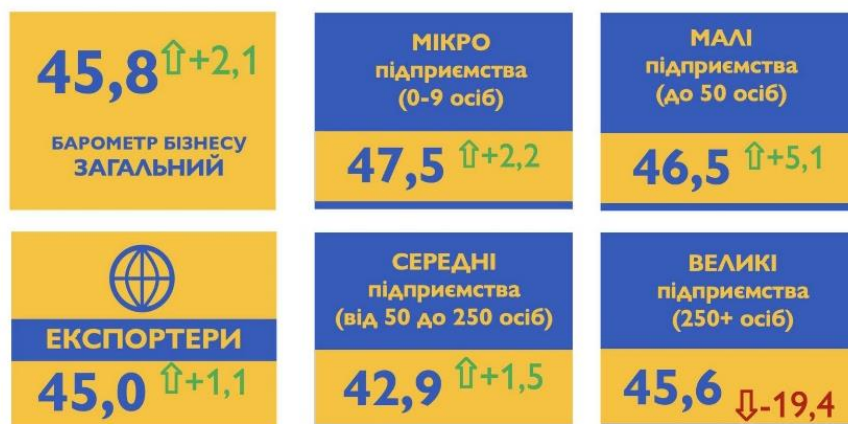 45,8 ⇧+2,1
БАРОМЕТР БІЗНЕСУ
ЗАГАЛЬНИЙ
МІКРО
підприємства
(0-9 осіб)
47,5 ⇧+2,2
МАЛІ
підприємства
(до 50 осіб)
46,5 ⇧+5,1
ЕКСПОРТЕРИ
45,0 ⇧+1,1
СЕРЕДНІ
підприємства
(від 50 до 250 осіб)
42,9 ⇧+1,5
ВЕЛИКІ
підприємства
(250+ осіб)
45,6 ⇩-19,4